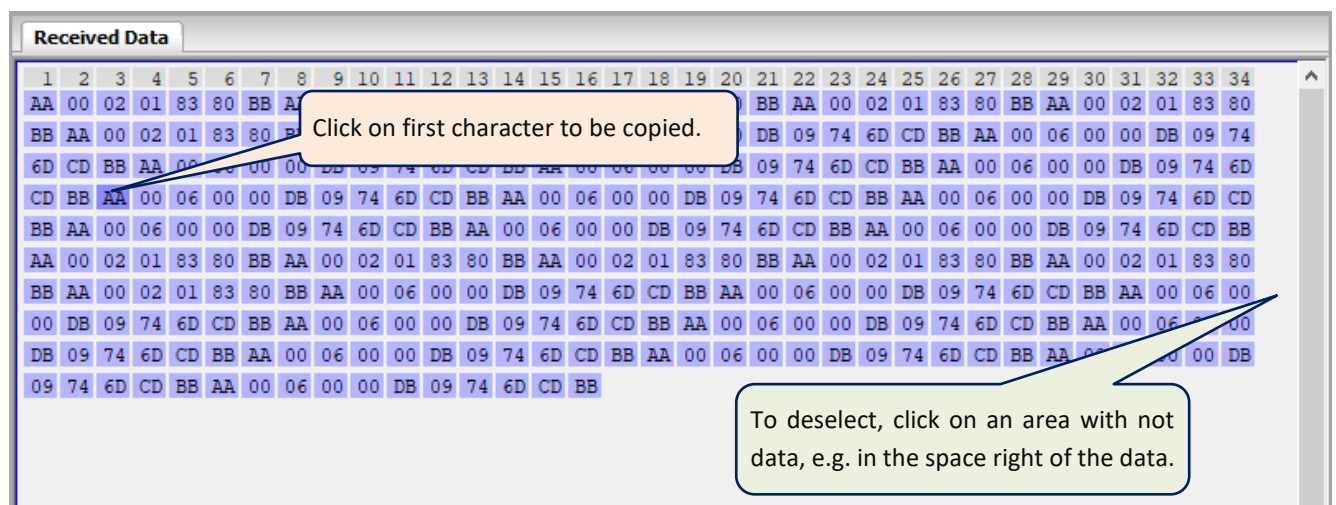 Received Data
1 2 3 4 5 6 7 8 9 10 11 12 13 14 15 16 17 18 19 20 21 22 23 24 25 26 27 28 29 30 31 32 33 34
AA 00 02 01 83 80 BB BB AA 00 02 01 83 80 BB AA 00 02 01 83 80
BB AA 00 02 01 83 80 DB 09 74 6D CD BB AA 00 06 00 00 DB 09 74
Click on first character to be copied.
6D CD BB AA 00 06 00 00 DB 09 74 6D CD BB AA 00 06 00 00 DB 09 74 6D CD BB AA 00 06 00 00 DB 09 74 6D
CD BB AA 00 06 00 00 DB 09 74 6D CD BB AA 00 06 00 00 DB 09 74 6D CD BB AA 00 06 00 00 DB 09 74 6D CD
BB AA 00 06 00 00 DB 09 74 6D CD BB AA 00 06 00 00 DB 09 74 6D CD BB AA 00 06 00 00 DB 09 74 6D CD BB
AA 00 02 01 83 80 BB AA 00 02 01 83 80 BB AA 00 02 01 83 80 BB AA 00 02 01 83 80 BB AA 00 02 01 83 80
BB AA 00 02 01 83 80 BB AA 00 06 00 00 DB 09 74 6D CD BB AA 00 06 00 00 DB 09 74 6D CD BB AA 00 06 00
00 DB 09 74 6D CD BB AA 00 06 00 00 DB 09 74 6D CD BB AA 00 06 00 00 DB 09 74 6D CD BB AA 00 06 00
DB 09 74 6D CD BB AA 00 06 00 00 DB 09 74 6D CD BB AA 00 06 00 00 DB 09 74 6D CD BB AA 00 DB
09 74 6D CD BB AA 00 06 00 00 DB 09 74 6D CD BB
To deselect, click on an area with not
data, e.g. in the space right of the data.